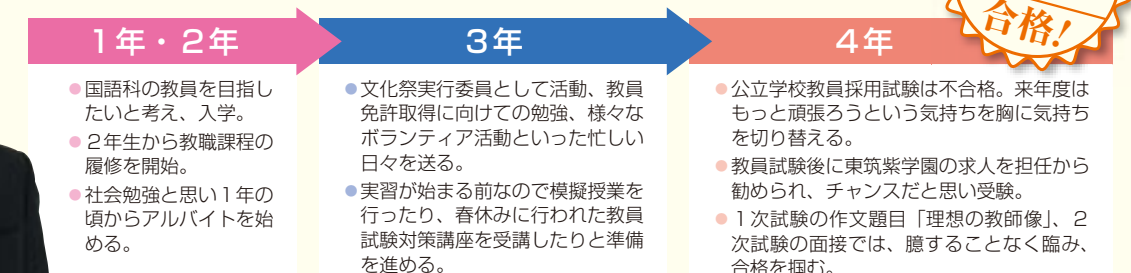 合格!
1年・2年
●国語科の教員を目指し
たいと考え、入学。
●2年生から教職課程の
履修を開始。
●社会勉強と思い1年の
頃からアルバイトを始
める。
3年
●文化祭実行委員として活動、教員
免許取得に向けての勉強、様々な
ボランティア活動といった忙しい
日々を送る。
●実習が始まる前なので模擬授業を
行ったり、春休みに行われた教員
試験対策講座を受講したりと準備
を進める。
4年
●公立学校教員採用試験は不合格。来年度は
もっと頑張ろうという気持ちを胸に気持ち
を切り替える。
●教員試験後に東筑紫学園の求人を担任から
勧められ、チャンスだと思い受験。
●1次試験の作文題目「理想の教師像」、2
次試験の面接では、臆することなく臨み、
合格を掴む。